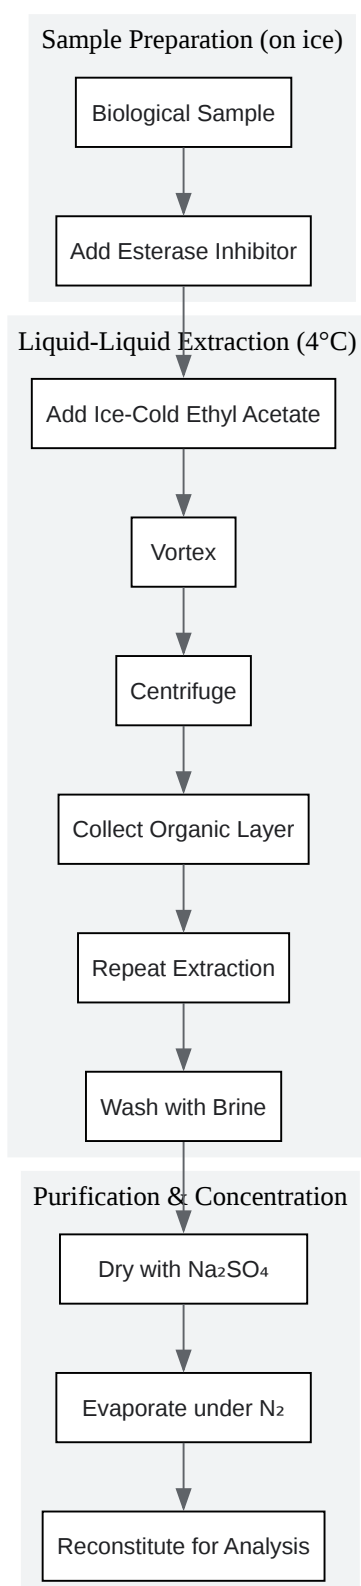 Sample Preparation (on ice)
Biological Sample
Add Esterase Inhibitor
Liquid-Liquid Extraction (4°C)
Add Ice-Cold Ethyl Acetate
Vortex
Centrifuge
Collect Organic Layer
Repeat Extraction
Wash with Brine
Purification & Concentration
Dry with Na₂SO₄
Evaporate under N₂
Reconstitute for Analysis